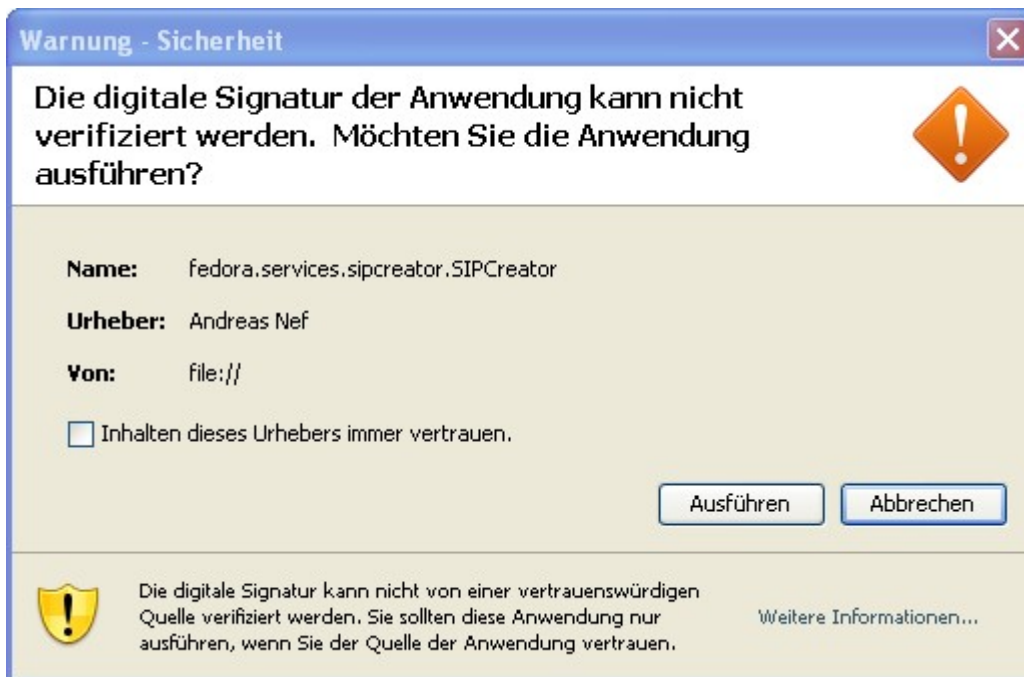 Warnung - Sicherheit
Die digitale Signatur der Anwendung kann nicht
verifiziert werden. Möchten Sie die Anwendung
ausführen?
Name: fedora.services.sipcreator.SIPCreator
Urheber: Andreas Nef
Von: file://
Inhalten dieses Urhebers immer vertrauen.
Ausführen Abbrechen
Die digitale Signatur kann nicht von einer vertrauenswürdigen
Quelle verifiziert werden. Sie sollten diese Anwendung nur
ausführen, wenn Sie der Quelle der Anwendung vertrauen.
Weitere Informationen...